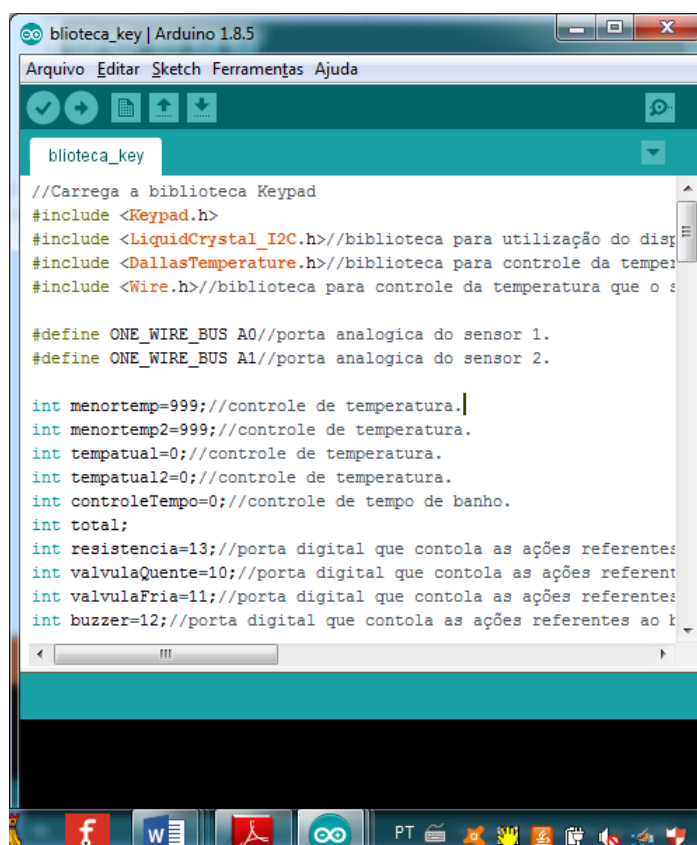 blioteca_key | Arduino 1.8.5
Arquivo Editar Sketch Ferramentas Ajuda
blioteca_key
//Carrega a biblioteca Keypad
#include <Keypad.h>
#include <LiquidCrystal_I2C.h>//biblioteca para utilização do disp
#include <DallasTemperature.h>//biblioteca para controle da temper
#include <Wire.h>//biblioteca para controle da temperatura que o s
#define ONE_WIRE_BUS A0//porta analogica do sensor 1.
#define ONE_WIRE_BUS A1//porta analogica do sensor 2.
int menortemp=999;//controle de temperatura.
int menortemp2=999;//controle de temperatura.
int tempatual=0;//controle de temperatura.
int tempatual2=0;//controle de temperatura.
int controleTempo=0;//controle de tempo de banho.
int total;
int resistencia=13;//porta digital que contola as ações referentes
int valvulaQuente=10;//porta digital que contola as ações referent
int valvulaFria=11;//porta digital que contola as ações referentes
int buzzer=12;//porta digital que contola as ações referentes ao b
PT